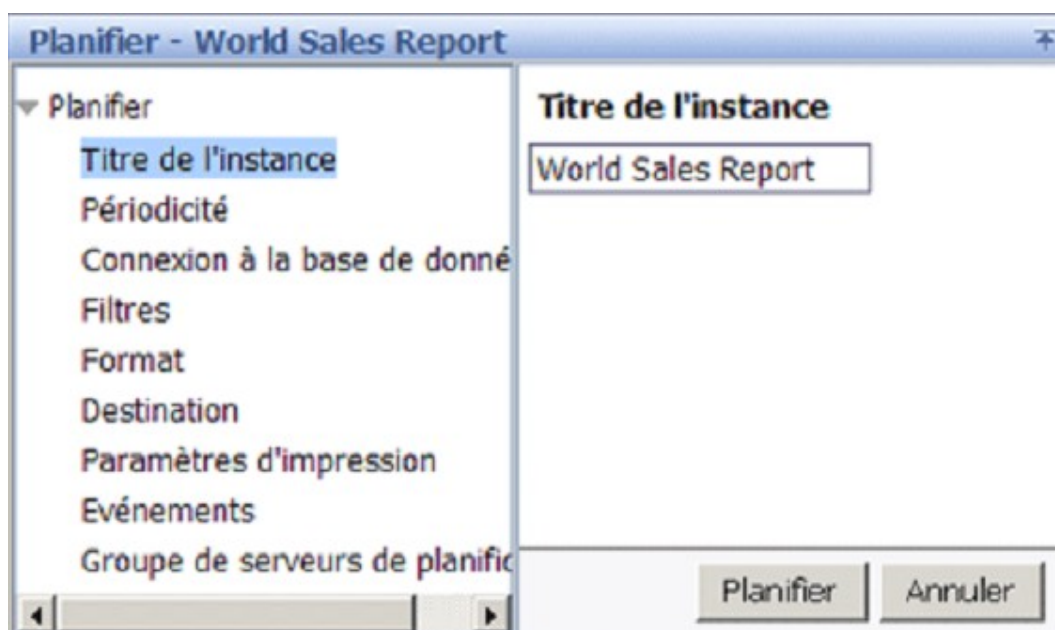 Planifier - World Sales Report
Planifier
Titre de l'instance
Périodicité
Connexion à la base de donné
Filtres
Format
Destination
Paramètres d'impression
Evénements
Groupe de serveurs de planific
Titre de l'instance
World Sales Report
Planifier
Annuler